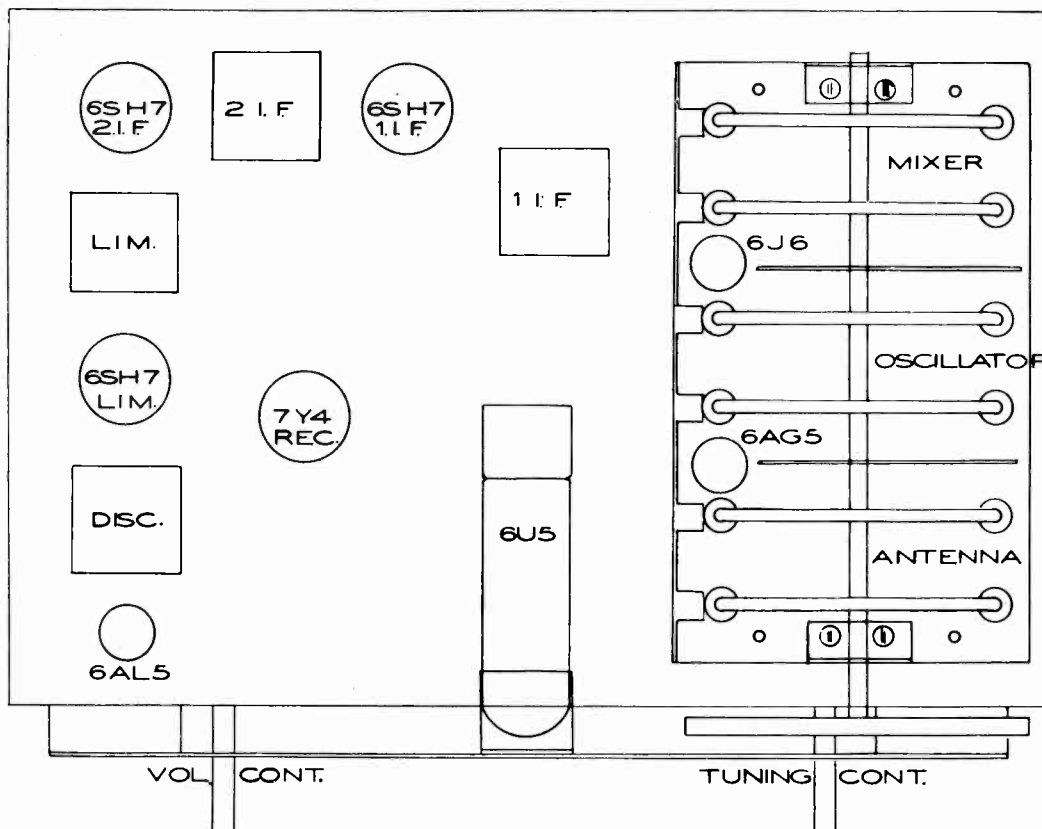 6SH7
2.I.F
2 I.F
6SH7
1.I.F
1 I.F
MIXER
6J6
LIM.
OSCILLATOR
6SH7
LIM.
7Y4
REC.
6AG5
DISC.
6U5
ANTENNA
6AL5
VOL. CONT.
TUNING CONT.